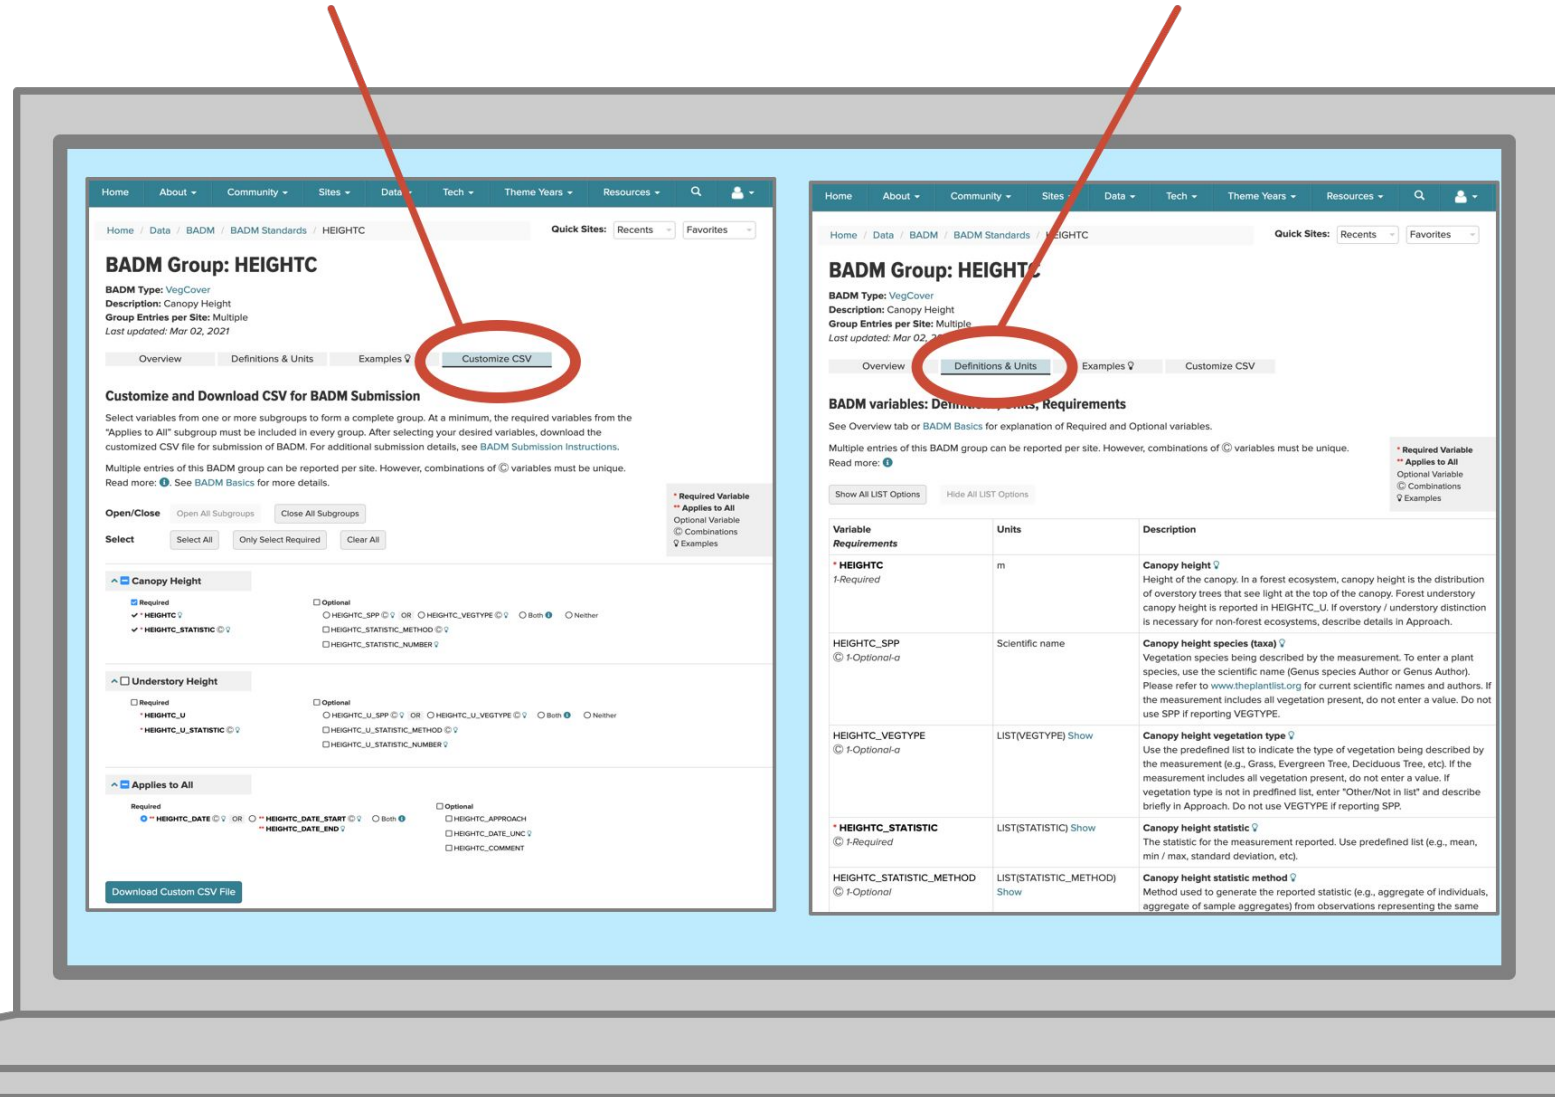 Home About Community Sites Data Tech Theme Years Resources
Home / Data / BADM / BADM Standards / HEIGHTC Quick Sites: Recents Favorites
BADM Group: HEIGHTC
BADM Type: VegCover
Description: Canopy Height
Group Entries per Site: Multiple
Last updated: Mar 02, 2021
Overview Definitions & Units Examples Customize CSV
Customize and Download CSV for BADM Submission
Select variables from one or more subgroups to form a complete group. At a minimum, the required variables from the
"Applies to All" subgroup must be included in every group. After selecting your desired variables, download the
customized CSV file for submission of BADM. For additional submission details, see BADM Submission Instructions.
Multiple entries of this BADM group can be reported per site. However, combinations of Ⓒ variables must be unique.
Read more: . See BADM Basics for more details.
* Required Variable
** Applies to All
Optional Variable
Ⓒ Combinations
Examples
Open/Close Open All Subgroups Close All Subgroups
Select Select All Only Select Required Clear All
Canopy Height
Required Optional
* HEIGHTC HEIGHTC_SPP Ⓒ OR HEIGHTC_VEGTYPE Ⓒ Both Neither
* HEIGHTC_STATISTIC Ⓒ HEIGHTC_STATISTIC_METHOD Ⓒ
HEIGHTC_STATISTIC_NUMBER
Understory Height
Required Optional
* HEIGHTC_U HEIGHTC_U_SPP Ⓒ OR HEIGHTC_U_VEGTYPE Ⓒ Both Neither
* HEIGHTC_U_STATISTIC Ⓒ HEIGHTC_U_STATISTIC_METHOD Ⓒ
HEIGHTC_U_STATISTIC_NUMBER
Applies to All
Required Optional
** HEIGHTC_DATE Ⓒ OR ** HEIGHTC_DATE_START Ⓒ Both HEIGHTC_APPROACH
** HEIGHTC_DATE_END
HEIGHTC_DATE_UNC
HEIGHTC_COMMENT
Download Custom CSV File
Home About Community Sites Data Tech Theme Years Resources
Home / Data / BADM / BADM Standards / HEIGHTC Quick Sites: Recents Favorites
BADM Group: HEIGHTC
BADM Type: VegCover
Description: Canopy Height
Group Entries per Site: Multiple
Last updated: Mar 02,
Overview Definitions & Units Examples Customize CSV
BADM variables: Definitions, Units, Requirements
See Overview tab or BADM Basics for explanation of Required and Optional variables.
Multiple entries of this BADM group can be reported per site. However, combinations of Ⓒ variables must be unique.
Read more:
* Required Variable
** Applies to All
Optional Variable
Ⓒ Combinations
Examples
Show All LIST Options Hide All LIST Options
Variable Units Description
Requirements
* HEIGHTC m Canopy height
1-Required Height of the canopy. In a forest ecosystem, canopy height is the distribution
of overstory trees that see light at the top of the canopy. Forest understory
canopy height is reported in HEIGHTC_U. If overstory / understory distinction
is necessary for non-forest ecosystems, describe details in Approach.
HEIGHTC_SPP Scientific name Canopy height species (taxa)
Ⓒ 1-Optional-a Vegetation species being described by the measurement. To enter a plant
species, use the scientific name (Genus species Author or Genus Author).
Please refer to www.theplantlist.org for current scientific names and authors. If
the measurement includes all vegetation present, do not enter a value. Do not
use SPP if reporting VEGTYPE.
HEIGHTC_VEGTYPE LIST(VEGTYPE) Show Canopy height vegetation type
Ⓒ 1-Optional-a Use the predefined list to indicate the type of vegetation being described by
the measurement (e.g., Grass, Evergreen Tree, Deciduous Tree, etc). If the
measurement includes all vegetation present, do not enter a value. If
vegetation type is not in predfined list, enter "Other/Not in list" and describe
briefly in Approach. Do not use VEGTYPE if reporting SPP.
* HEIGHTC_STATISTIC LIST(STATISTIC) Show Canopy height statistic
Ⓒ 1-Required The statistic for the measurement reported. Use predefined list (e.g., mean,
min / max, standard deviation, etc).
HEIGHTC_STATISTIC_METHOD LIST(STATISTIC_METHOD) Canopy height statistic method
Ⓒ 1-Optional Show Method used to generate the reported statistic (e.g., aggregate of individuals,
aggregate of sample aggregates) from observations representing the same